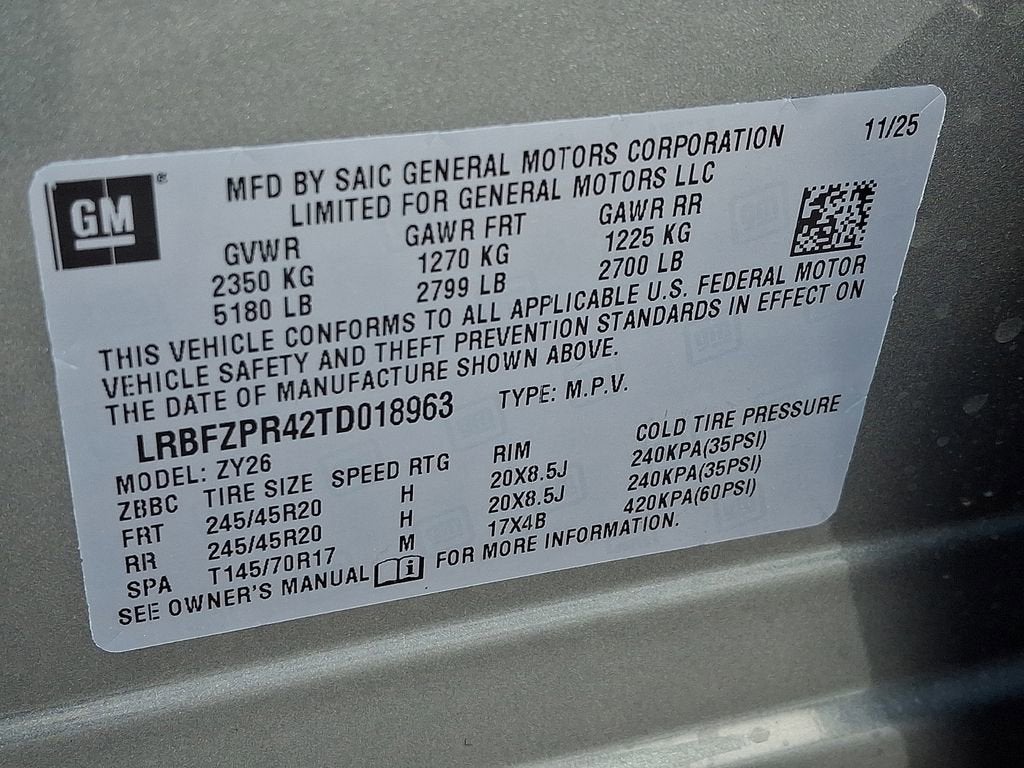 GM
11/25
MFD BY SAIC GENERAL MOTORS CORPORATION
LIMITED FOR GENERAL MOTORS LLC
GVWR GAWR FRT GAWR RR
2350 KG 1270 KG 1225 KG
5180 LB 2799 LB 2700 LB
THIS VEHICLE CONFORMS TO ALL APPLICABLE U.S. FEDERAL MOTOR
VEHICLE SAFETY AND THEFT PREVENTION STANDARDS IN EFFECT ON
THE DATE OF MANUFACTURE SHOWN ABOVE.
LRBFZPR42TD018963 TYPE: M.P.V.
MODEL: ZY26
ZBBC TIRE SIZE SPEED RTG RIM COLD TIRE PRESSURE
FRT 245/45R20 H 20X8.5J 240KPA(35PSI)
RR 245/45R20 H 20X8.5J 240KPA(35PSI)
SPA T145/70R17 M 17X4B 420KPA(60PSI)
SEE OWNER'S MANUAL FOR MORE INFORMATION.